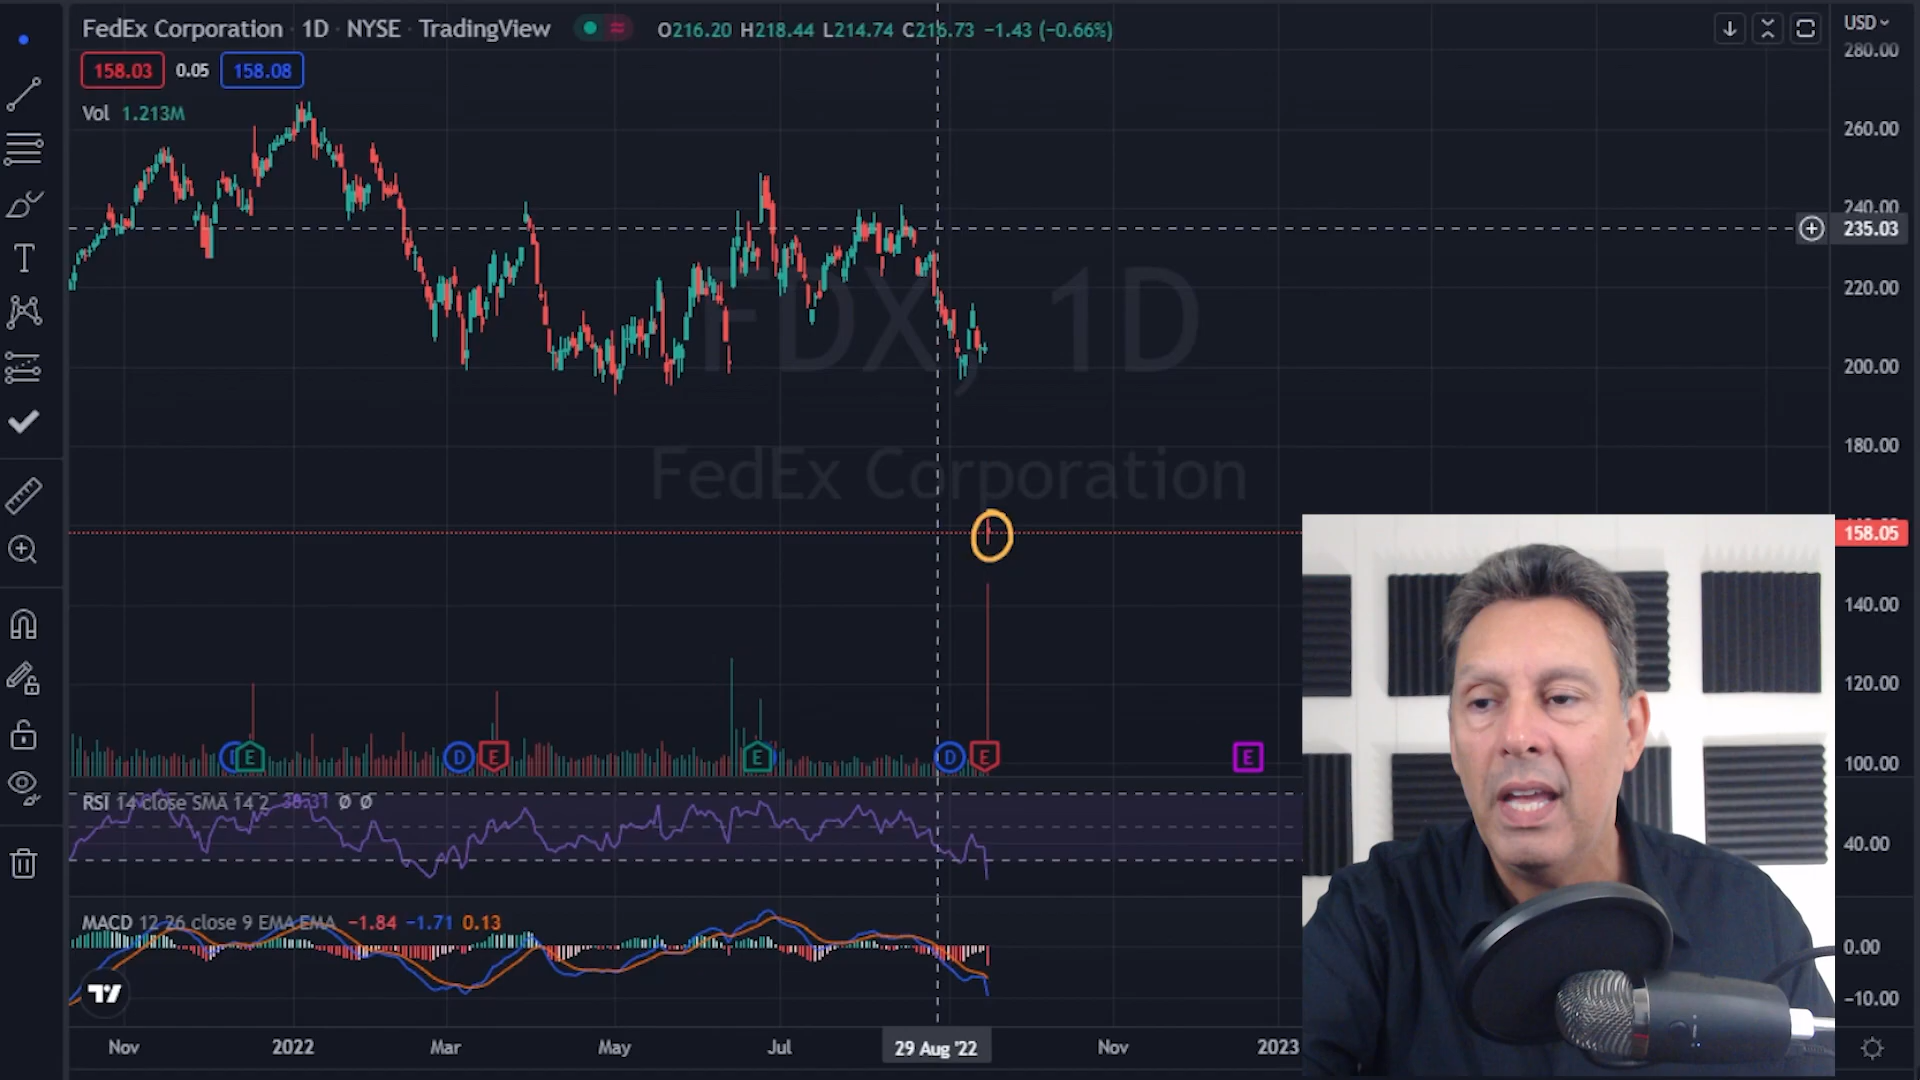 FedEx Corporation · 1D · NYSE · TradingView
O216.20 H218.44 L214.74 C216.73 −1.43 (−0.66%)
USD
158.03 0.05 158.08
Vol 1.213M
280.00
260.00
240.00
235.03
220.00
200.00
180.00
158.05
140.00
120.00
100.00
FDX, 1D
FedEx Corporation
D E D E E D E E
RSI 14 close SMA 14 2 38.31 Ø Ø
40.00
MACD 12 26 close 9 EMA EMA −1.84 −1.71 0.13
0.00
−10.00
Nov 2022 Mar May Jul 29 Aug '22 Nov 2023